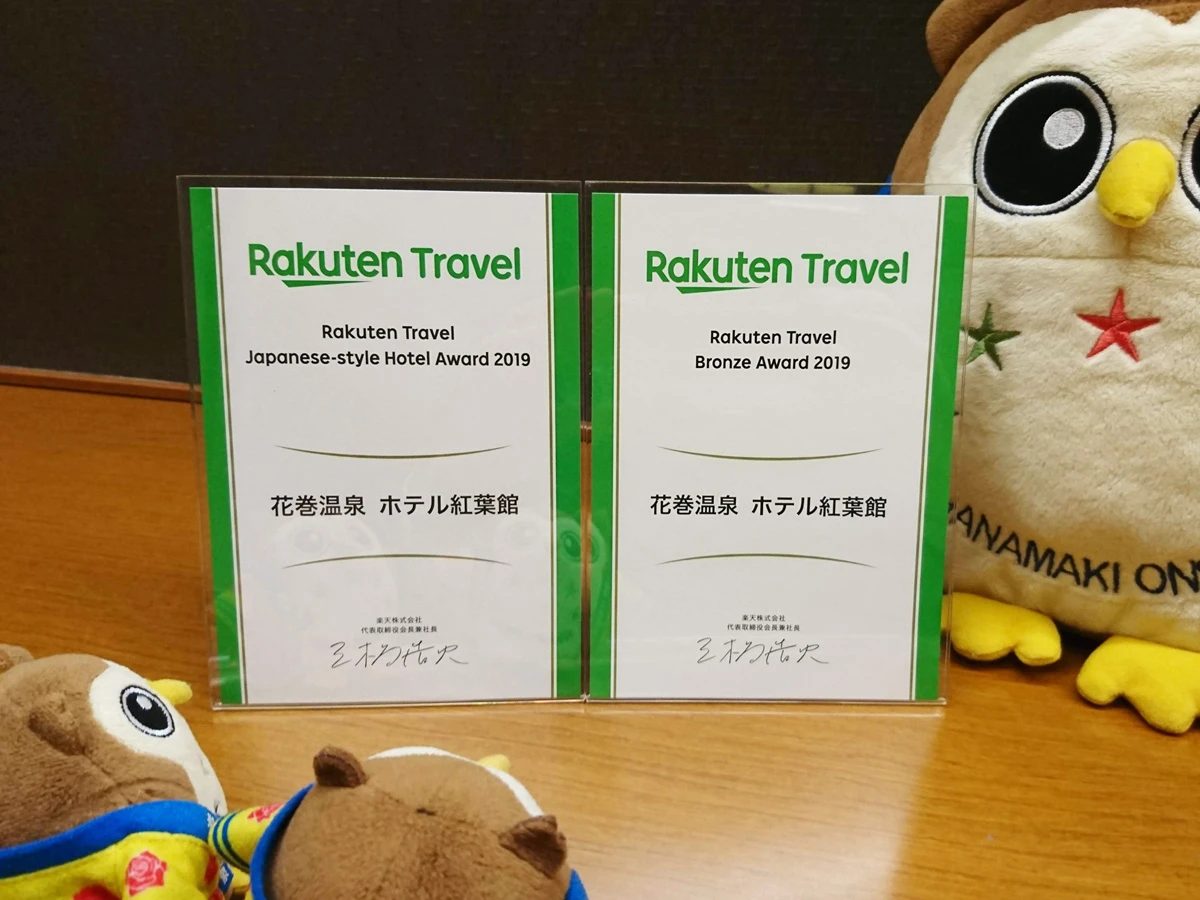 Rakuten Travel
Rakuten Travel
Japanese-style Hotel Award 2019
花巻温泉 ホテル紅葉館
楽天株式会社
代表取締役会長兼社長
Rakuten Travel
Rakuten Travel
Bronze Award 2019
花巻温泉 ホテル紅葉館
楽天株式会社
代表取締役会長兼社長
ANAMAKI ON